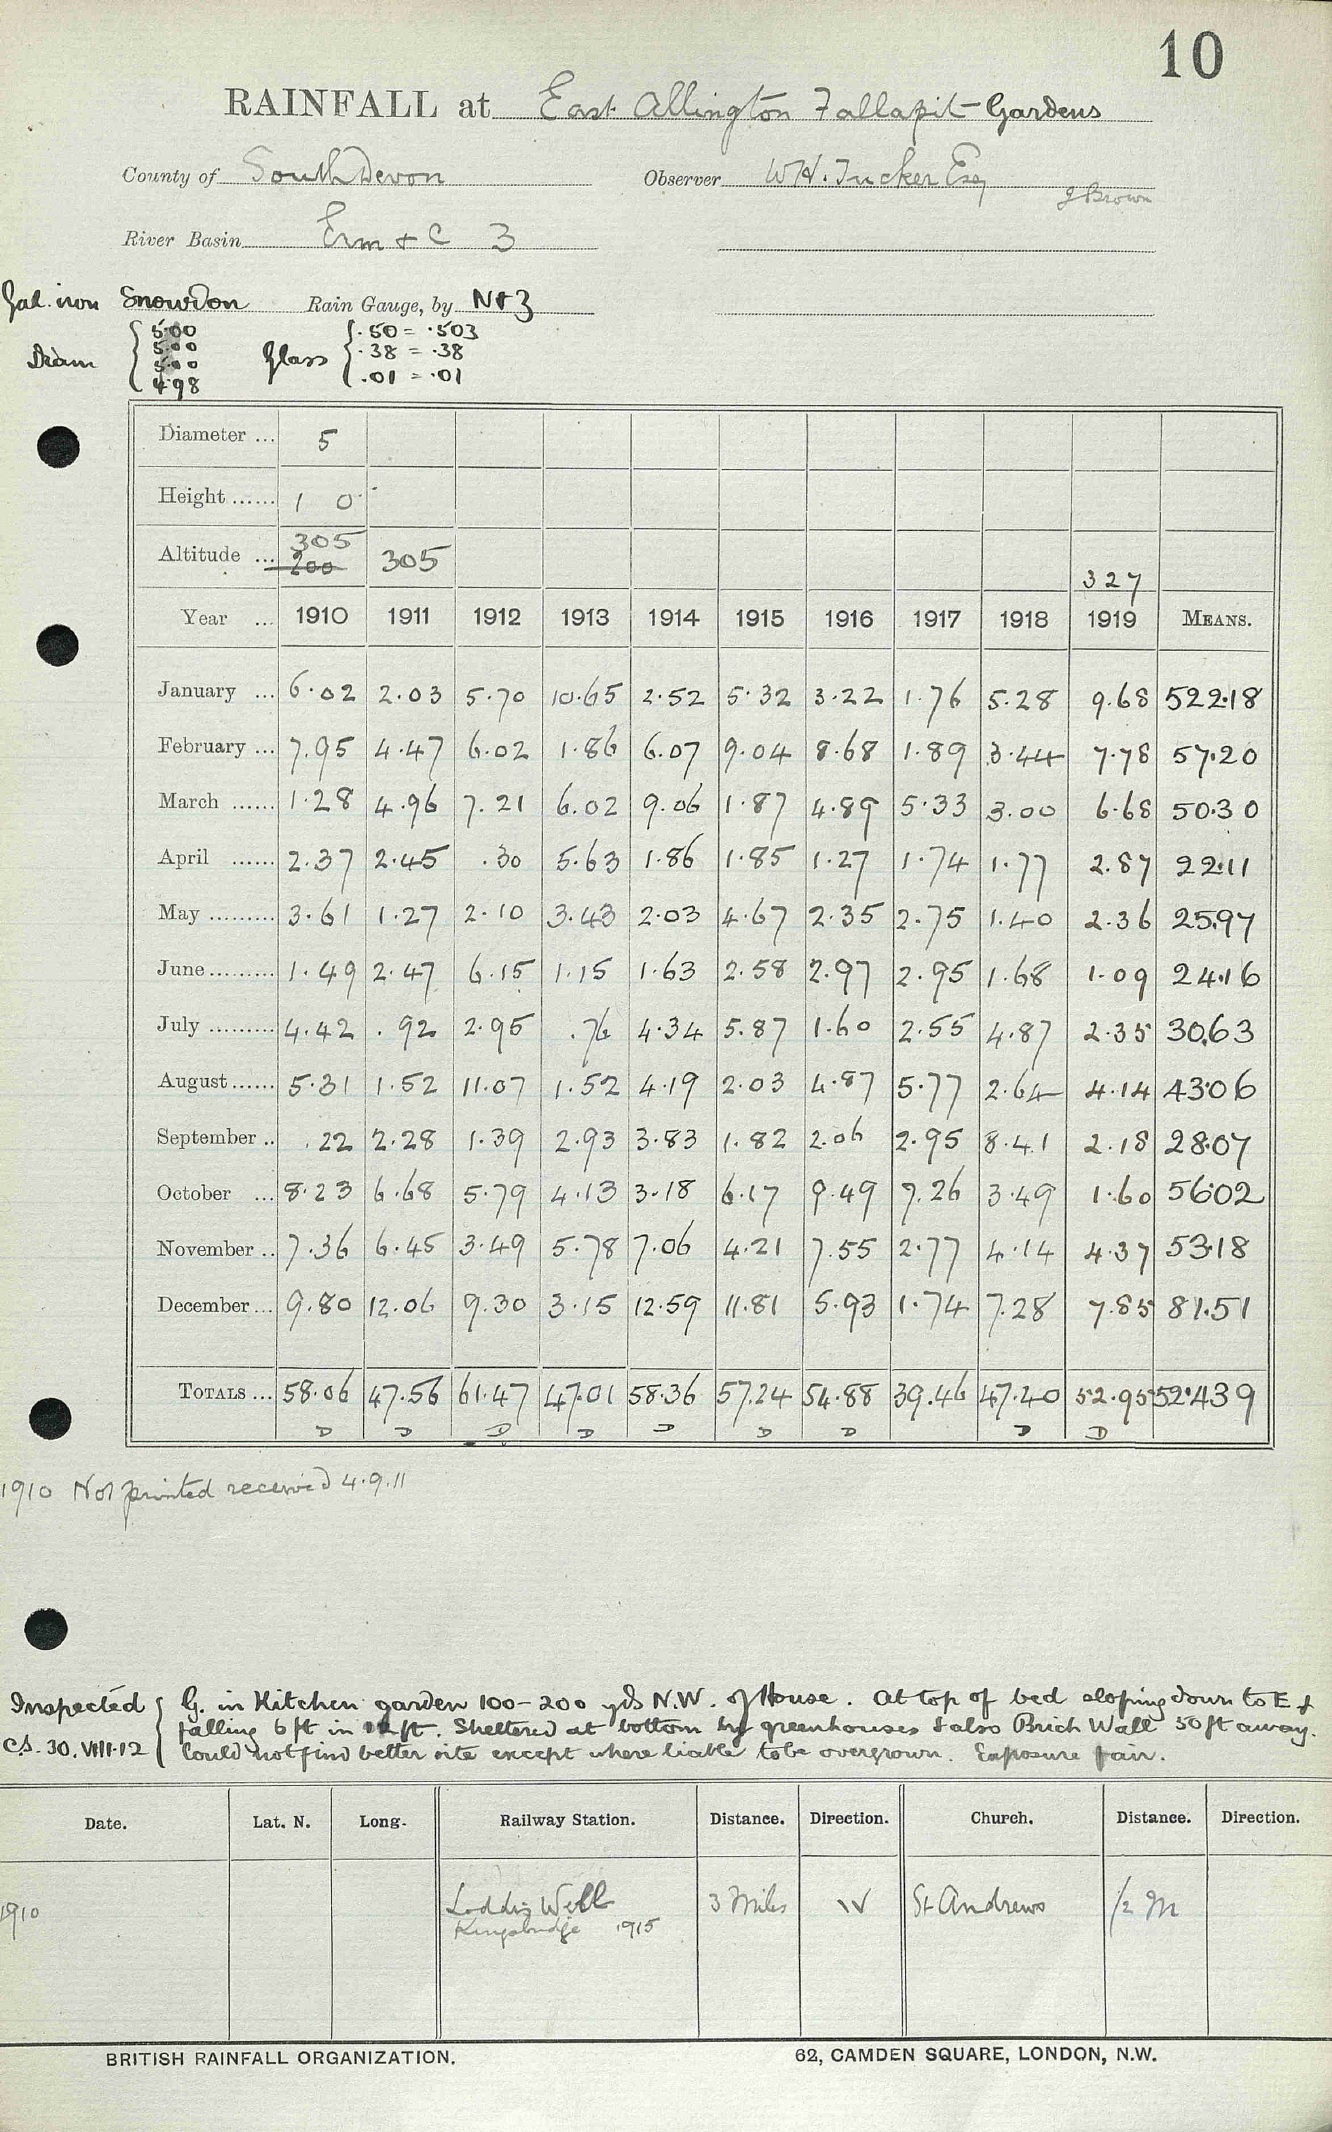 10
RAINFALL at East Allington Fallapit Gardens
County of South Devon Observer W H. Tucker Esq
J Brown
River Basin Erm & C 3
Gal. iron Snowdon Rain Gauge, by N & Z
Diam { 5.00 5.00 5.00 4.98 Glass { .50 = .503 .38 = .38 .01 = .01
Diameter ... 5
Height ...... 1 0
Altitude ... 305 200 305 327
Year ... 1910 1911 1912 1913 1914 1915 1916 1917 1918 1919 MEANS.
January ... 6.02 2.03 5.70 10.65 2.52 5.32 3.22 1.76 5.28 9.68 522.18
February ... 7.95 4.47 6.02 1.86 6.07 9.04 8.68 1.89 3.44 7.78 57.20
March ...... 1.28 4.96 7.21 6.02 9.06 1.87 4.89 5.33 3.00 6.68 50.30
April ...... 2.37 2.45 .30 5.63 1.86 1.85 1.27 1.74 1.77 2.87 22.11
May ......... 3.61 1.27 2.10 3.43 2.03 4.67 2.35 2.75 1.40 2.36 25.97
June ......... 1.49 2.47 6.15 1.15 1.63 2.58 2.97 2.95 1.68 1.09 24.16
July ......... 4.42 .92 2.95 .76 4.34 5.87 1.60 2.55 4.87 2.35 30.63
August ...... 5.31 1.52 11.07 1.52 4.19 2.03 4.97 5.77 2.64 4.14 43.06
September .. .22 2.28 1.39 2.93 3.83 1.82 2.06 2.95 8.41 2.18 28.07
October ... 8.23 6.68 5.79 4.13 3.18 6.17 9.49 7.26 3.49 1.60 56.02
November .. 7.36 6.45 3.49 5.78 7.06 4.21 7.55 2.77 4.14 4.37 53.18
December ... 9.80 12.06 9.30 3.15 12.59 11.81 5.93 1.74 7.28 7.85 81.51
TOTALS ... 58.06 47.56 61.47 47.01 58.36 57.24 54.88 39.46 47.40 52.95 52.439
D D D D D D D D D
1910 Not printed received 4.9.11
Inspected { G. in Kitchen garden 100-200 yds N.W. of House. At top of bed sloping down to E &
falling 6 ft in 12 ft. Sheltered at bottom by greenhouses & also Brick Wall 50 ft away.
C.S. 30.VIII.12 Could not find better site except where liable to be overgrown. Exposure fair.
Date. Lat. N. Long. Railway Station. Distance. Direction. Church. Distance. Direction.
1910 Loddis Well 3 Miles W St Andrews 1/2 M
Kingsbridge 1915
BRITISH RAINFALL ORGANIZATION. 62, CAMDEN SQUARE, LONDON, N.W.